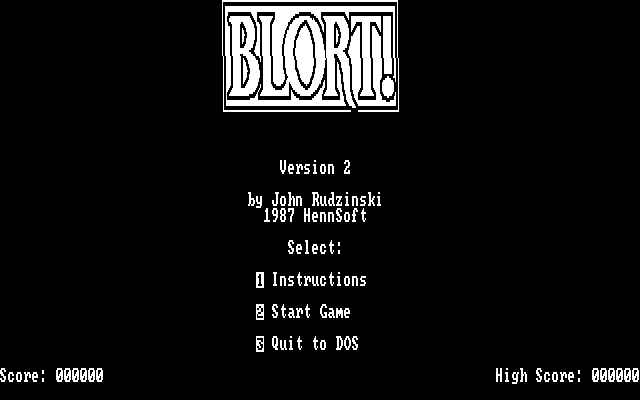 BLORT!
Version 2
by John Rudzinski
1987 HennSoft
Select:
1 Instructions
2 Start Game
3 Quit to DOS
Score: 000000
High Score: 000000